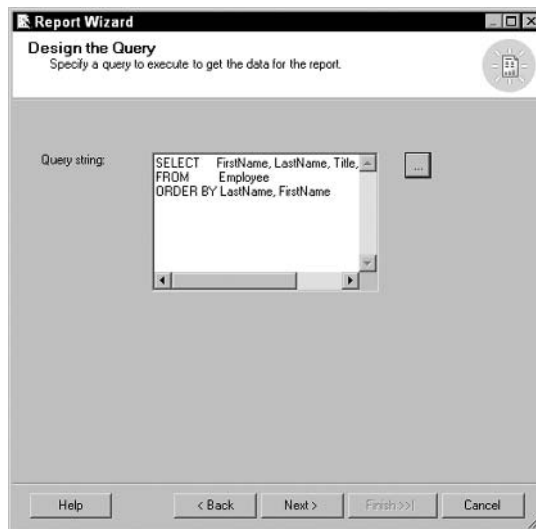 Report Wizard
Design the Query
Specify a query to execute to get the data for the report.
Query string:
SELECT FirstName, LastName, Title,
FROM Employee
ORDER BY LastName, FirstName
...
Help
< Back
Next >
Finish >>|
Cancel